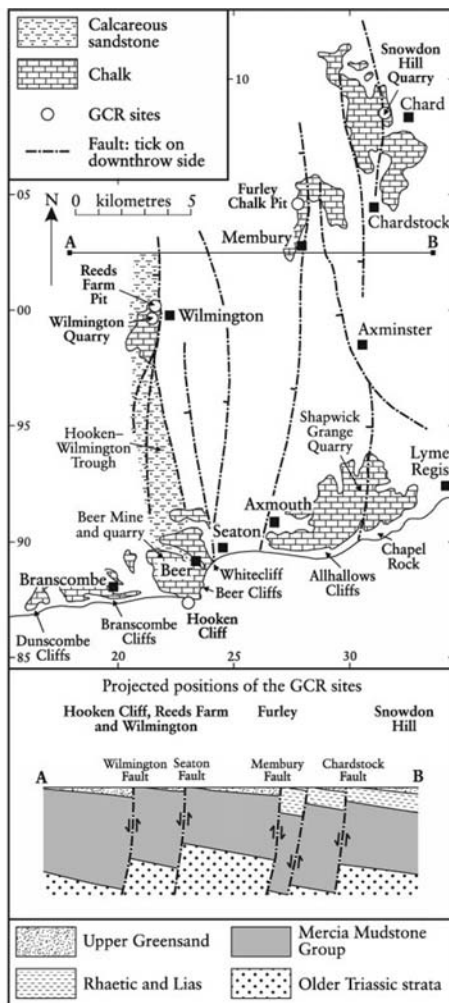 Calcareous
sandstone
Chalk
GCR sites
Fault: tick on
downthrow side
N
0 kilometres 5
10
05
00
95
90
85
20
25
30
A
B
Snowdon
Hill
Quarry
Chard
Furley
Chalk Pit
Chardstock
Membury
Reeds
Farm
Pit
Wilmington
Quarry
Wilmington
Axminster
Hooken–
Wilmington
Trough
Shapwick
Grange
Quarry
Lyme
Regis
Beer Mine
and quarry
Seaton
Axmouth
Beer
Whitecliff
Beer Cliffs
Chapel
Rock
Allhallows
Cliffs
Branscombe
Branscombe
Cliffs
Hooken
Cliff
Dunscombe
Cliffs
Projected positions of the GCR sites
Hooken Cliff, Reeds Farm
and Wilmington
Furley
Snowdon
Hill
A
Wilmington
Fault
Seaton
Fault
Membury
Fault
Chardstock
Fault
B
Upper Greensand
Rhaetic and Lias
Mercia Mudstone
Group
Older Triassic strata